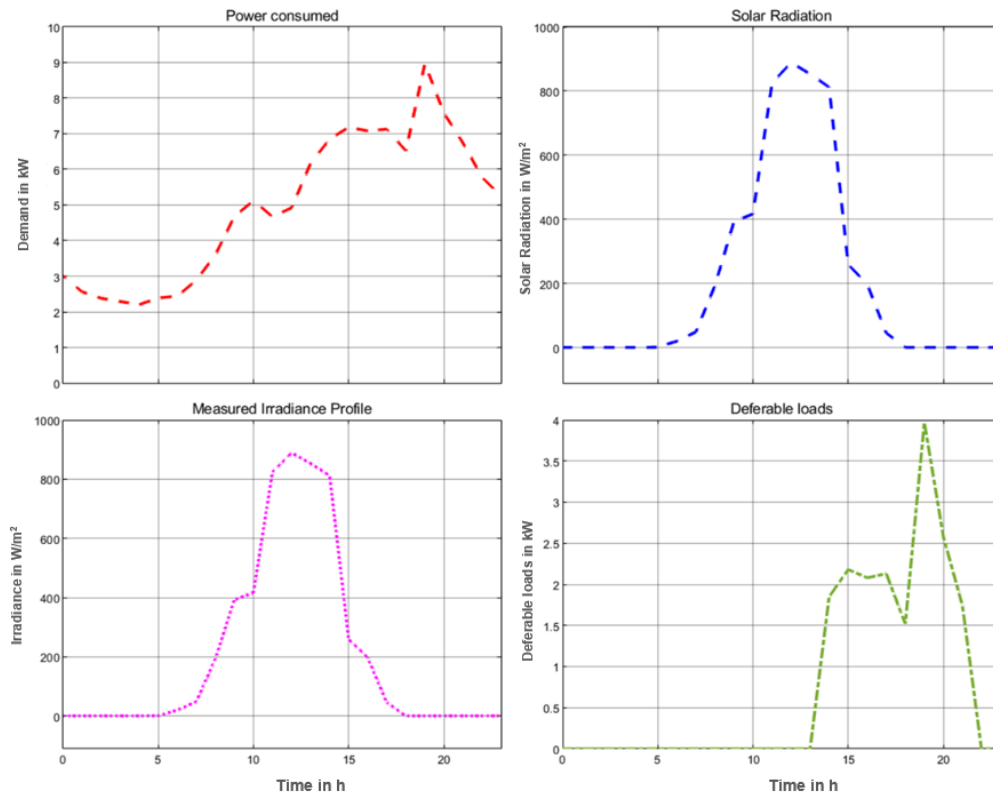 Power consumed
10
9
8
7
6
5
4
3
2
1
0
Demand in kW
Solar Radiation
1000
800
600
400
200
0
Solar Radiation in W/m²
Measured Irradiance Profile
1000
800
600
400
200
0
Irradiance in W/m²
0 5 10 15 20
Time in h
Deferable loads
4
3.5
3
2.5
2
1.5
1
0.5
0
Deferable loads in kW
0 5 10 15 20
Time in h